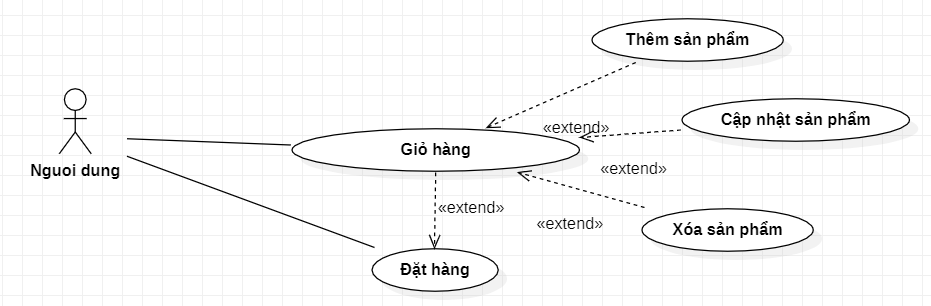 Thêm sản phẩm
Cập nhật sản phẩm
«extend»
Giỏ hàng
Nguoi dung
«extend»
«extend»
«extend»
Xóa sản phẩm
Đặt hàng